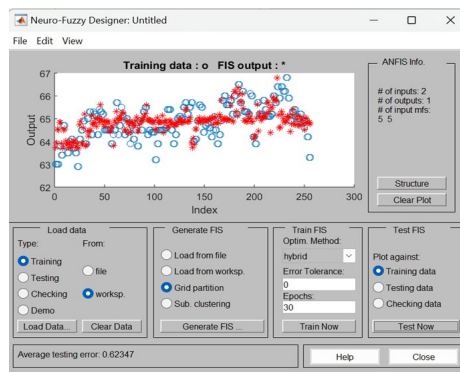 Neuro-Fuzzy Designer: Untitled
File Edit View
Training data : o FIS output : *
67
66
65
64
63
62
Output
0 50 100 150 200 250 300
Index
ANFIS Info.
# of inputs: 2
# of outputs: 1
# of input mfs:
5 5
Structure
Clear Plot
Load data
Type: From:
Training
Testing
Checking
Demo
file
worksp.
Load Data... Clear Data
Generate FIS
Load from file
Load from worksp.
Grid partition
Sub. clustering
Generate FIS ...
Train FIS
Optim. Method:
hybrid
Error Tolerance:
0
Epochs:
30
Train Now
Test FIS
Plot against:
Training data
Testing data
Checking data
Test Now
Average testing error: 0.62347
Help Close